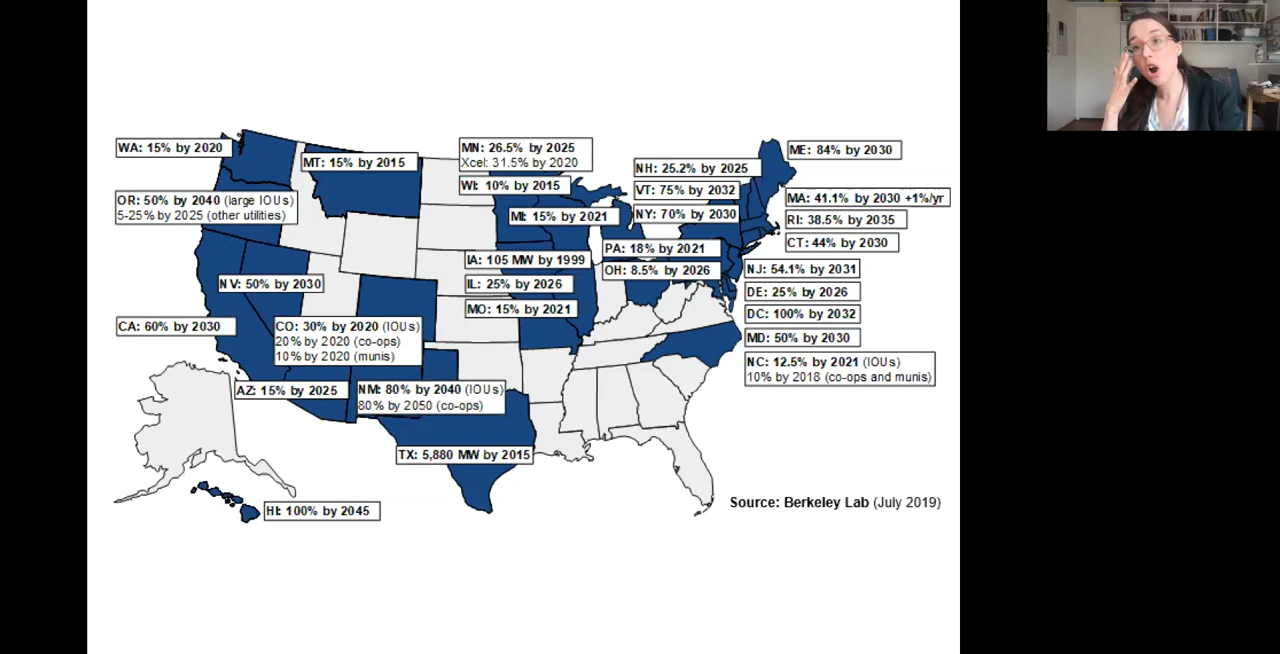 WA: 15% by 2020
MT: 15% by 2015
MN: 26.5% by 2025
Xcel: 31.5% by 2020
WI: 10% by 2015
NH: 25.2% by 2025
VT: 75% by 2032
ME: 84% by 2030
OR: 50% by 2040 (large IOUs)
5-25% by 2025 (other utilities)
MI: 15% by 2021
NY: 70% by 2030
MA: 41.1% by 2030 +1%/yr
RI: 38.5% by 2035
CT: 44% by 2030
PA: 18% by 2021
IA: 105 MW by 1999
OH: 8.5% by 2026
NJ: 54.1% by 2031
NV: 50% by 2030
IL: 25% by 2026
DE: 25% by 2026
MO: 15% by 2021
DC: 100% by 2032
CA: 60% by 2030
CO: 30% by 2020 (IOUs)
20% by 2020 (co-ops)
10% by 2020 (munis)
MD: 50% by 2030
NC: 12.5% by 2021 (IOUs)
10% by 2018 (co-ops and munis)
AZ: 15% by 2025
NM: 80% by 2040 (IOUs)
80% by 2050 (co-ops)
TX: 5,880 MW by 2015
HI: 100% by 2045
Source: Berkeley Lab (July 2019)